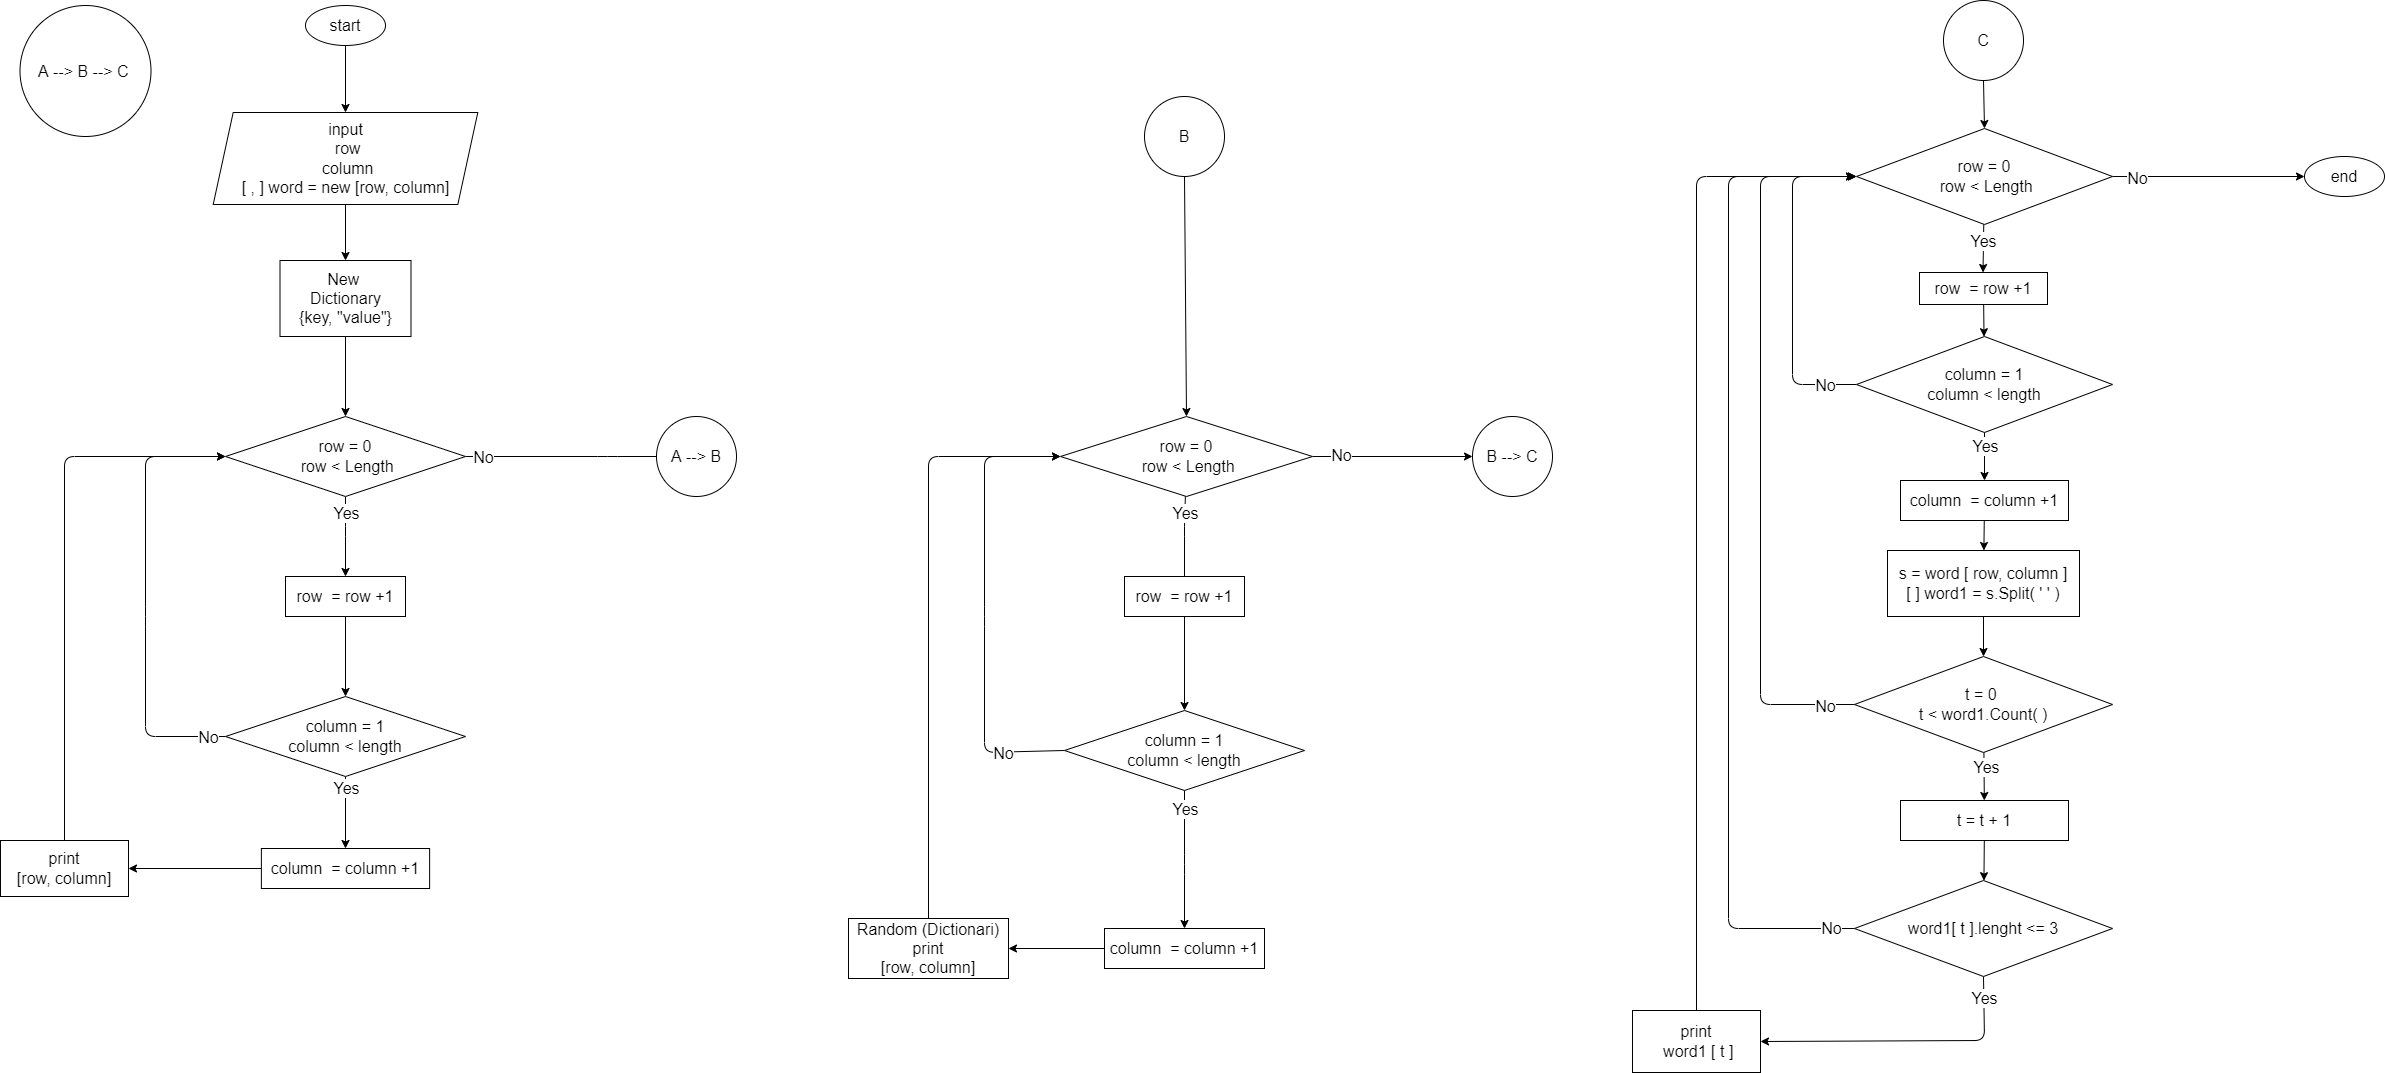 A --> B --> C
start
input
row
column
[ , ] word = new [row, column]
New
Dictionary
{key, "value"}
row = 0
row < Length
No
A --> B
Yes
row = row +1
column = 1
column < length
No
Yes
column = column +1
print
[row, column]
B
row = 0
row < Length
No
B --> C
Yes
row = row +1
column = 1
column < length
No
Yes
column = column +1
Random (Dictionari)
print
[row, column]
C
row = 0
row < Length
No
end
Yes
row = row +1
column = 1
column < length
No
Yes
column = column +1
s = word [ row, column ]
[ ] word1 = s.Split( ' ' )
t = 0
t < word1.Count( )
No
Yes
t = t + 1
word1[ t ].lenght <= 3
No
Yes
print
word1 [ t ]